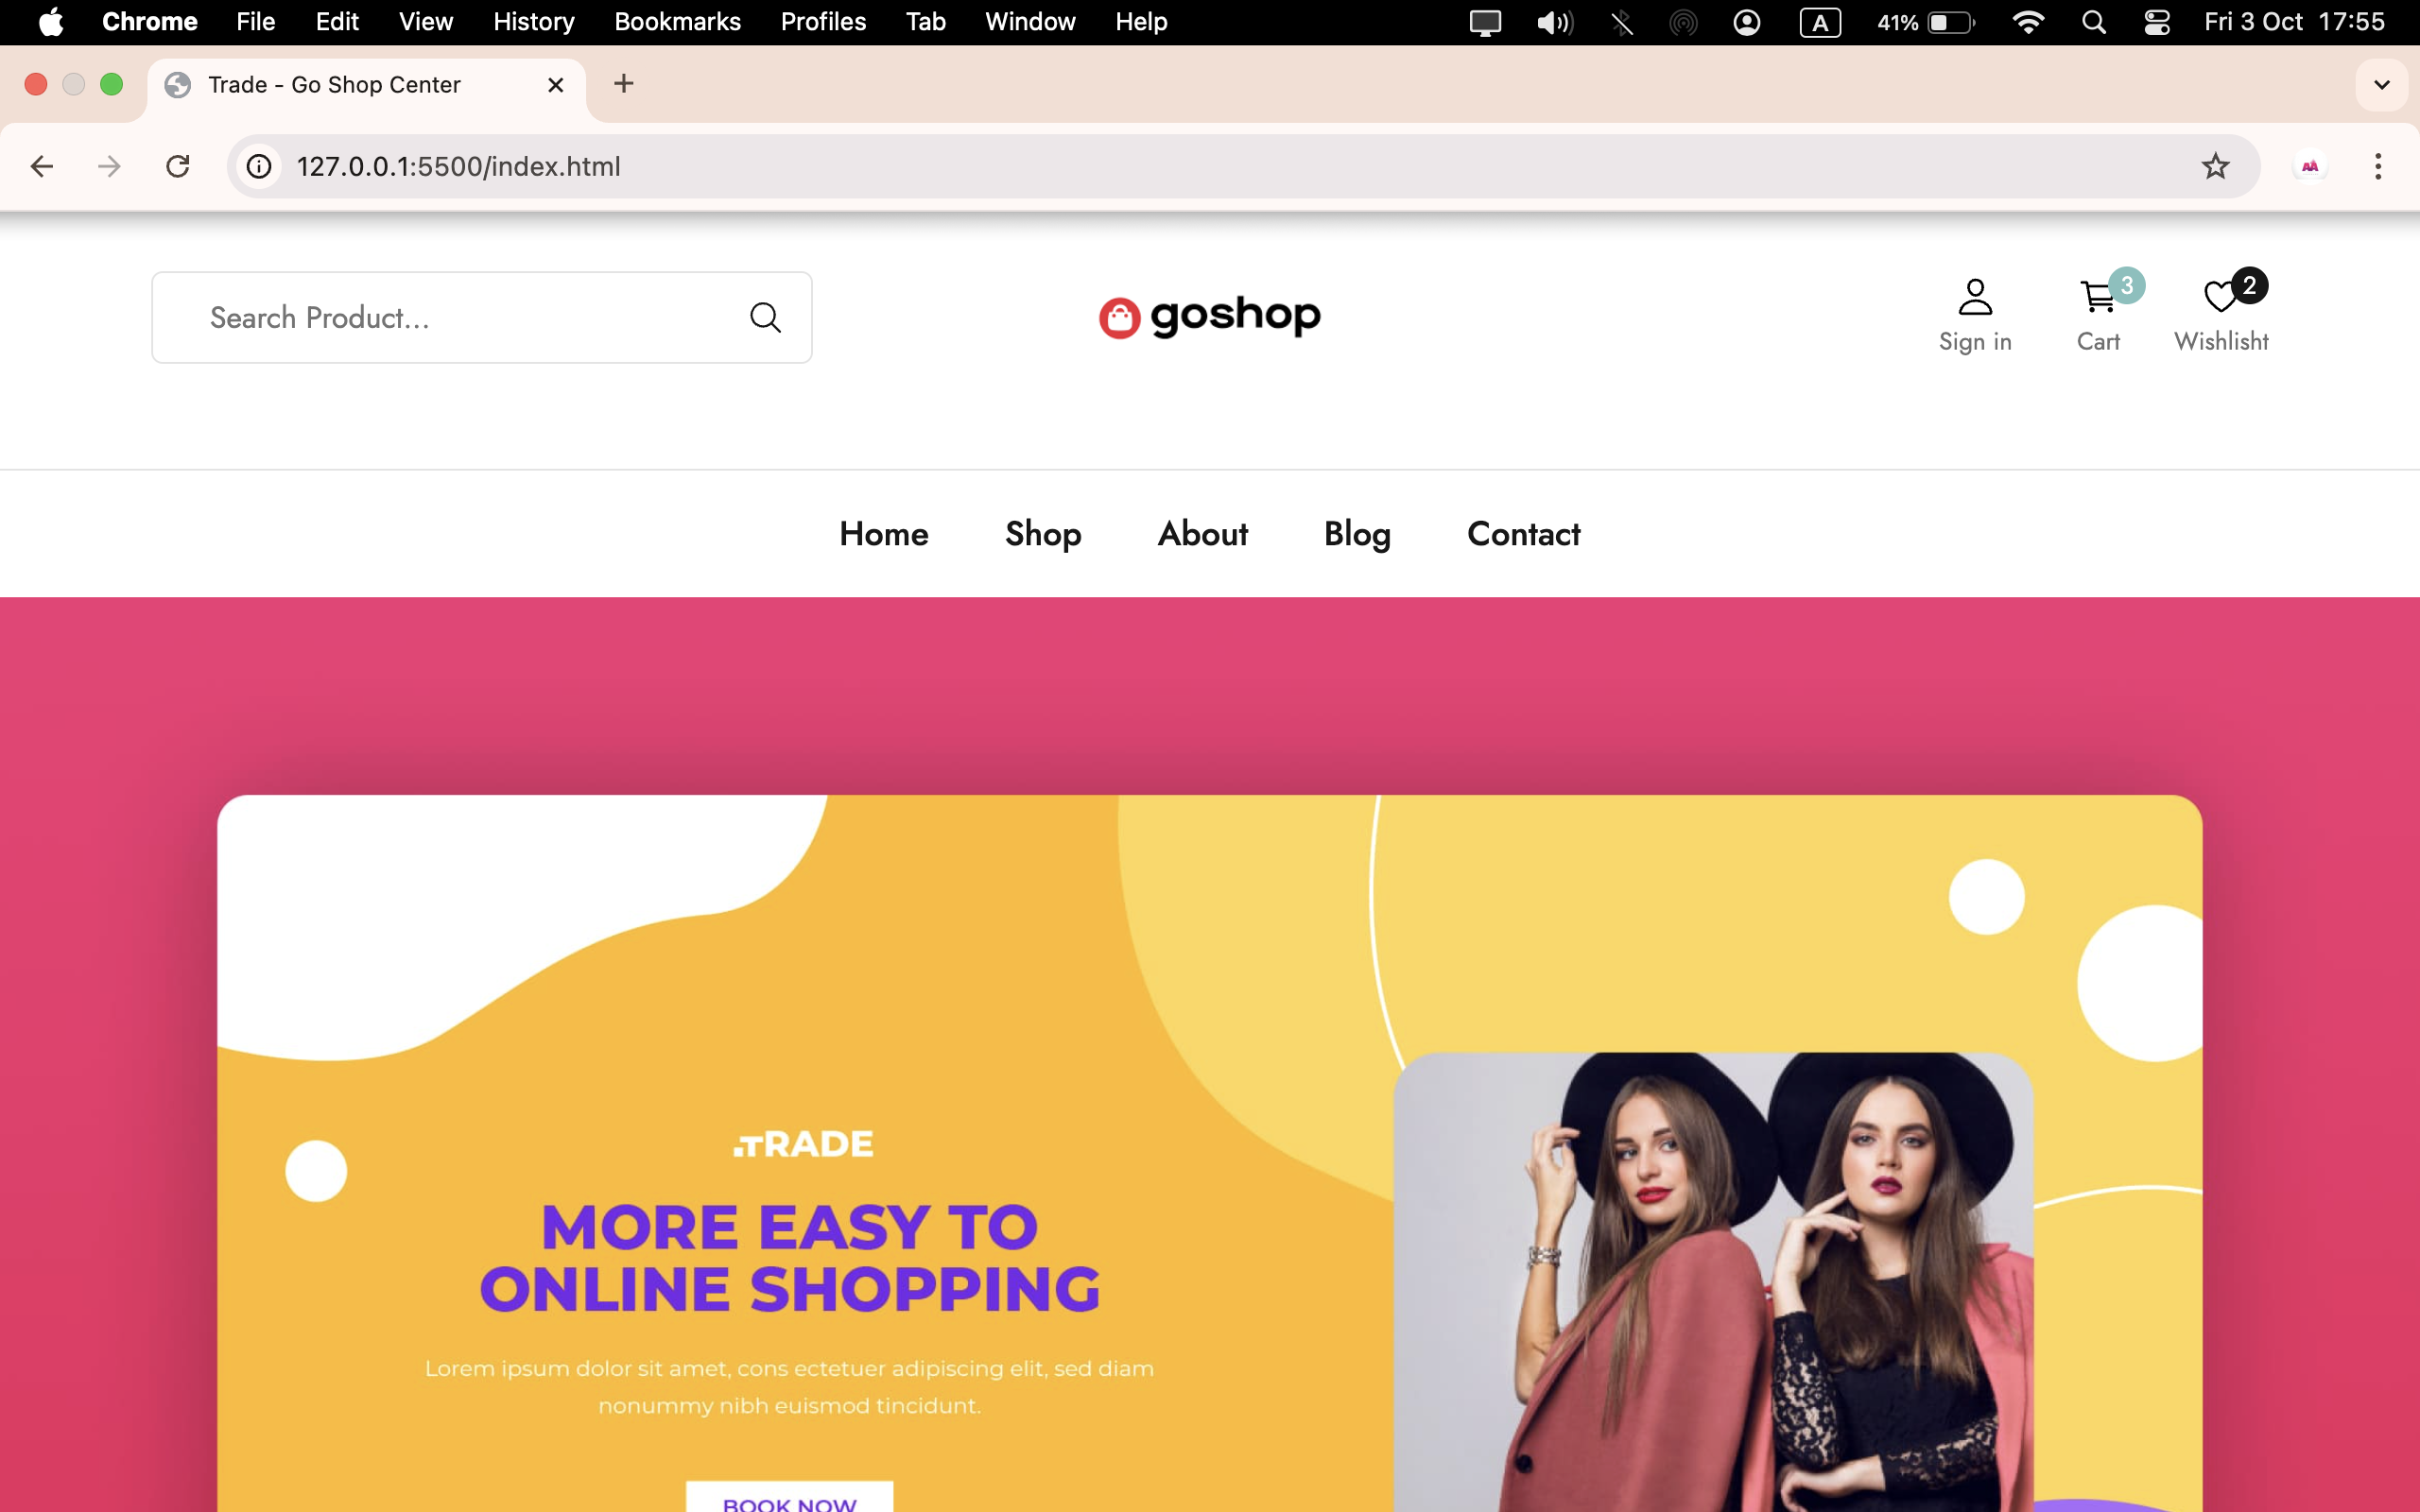 Chrome File Edit View History Bookmarks Profiles Tab Window Help A 41% Fri 3 Oct 17:55
Trade - Go Shop Center
127.0.0.1:5500/index.html
Search Product...
goshop
3
2
Sign in Cart Wishlisht
Home Shop About Blog Contact
.TRADE
MORE EASY TO
ONLINE SHOPPING
Lorem ipsum dolor sit amet, cons ectetuer adipiscing elit, sed diam
nonummy nibh euismod tincidunt.
BOOK NOW